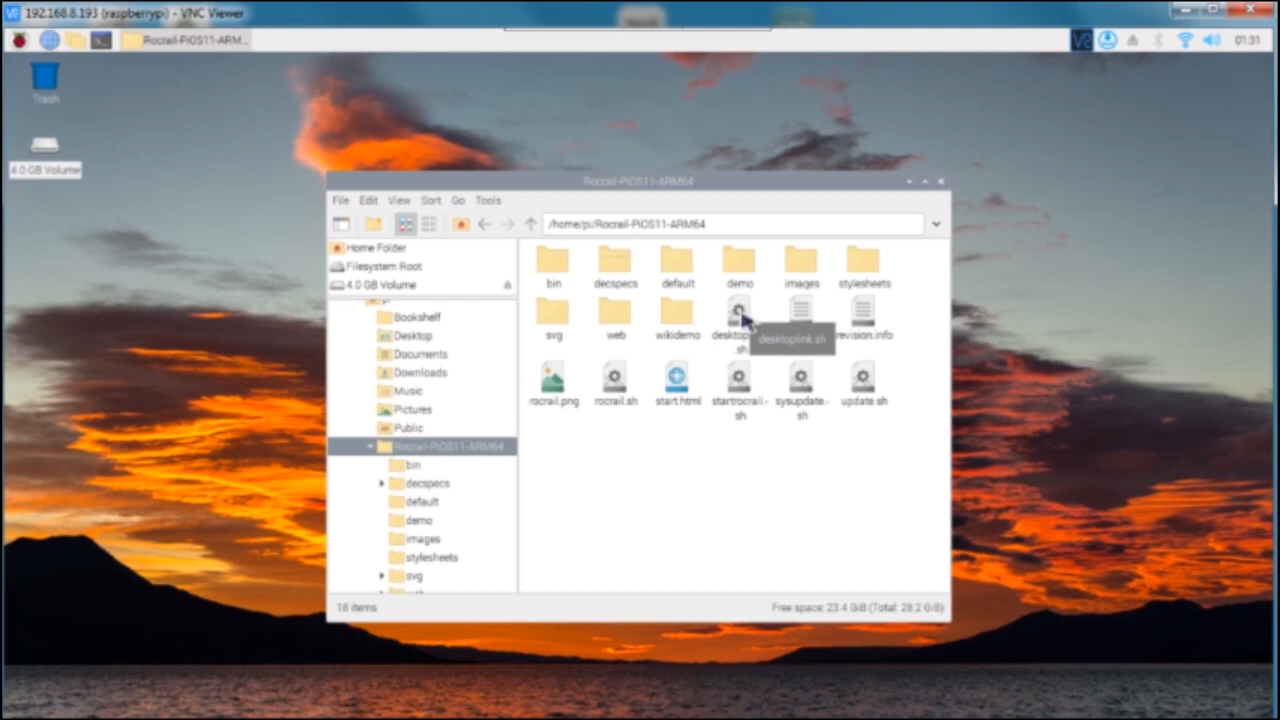 192.168.8.193 (raspberrypi) - VNC Viewer
Rocrail-PiOS11-ARM... 01:31
Trash
4.0 GB Volume
Rocrail-PiOS11-ARM64
File Edit View Sort Go Tools
/home/pi/Rocrail-PiOS11-ARM64
Home Folder
Filesystem Root
4.0 GB Volume
pi
Bookshelf
Desktop
Documents
Downloads
Music
Pictures
Public
Rocrail-PiOS11-ARM64
bin
decspecs
default
demo
images
stylesheets
svg
bin decspecs default demo images stylesheets
svg web wikidemo desktop revision.info
.sh
desktoplink.sh
rocrail.png rocrail.sh start.html startrocrail.- sysupdate.- update.sh
sh sh
18 items Free space: 23.4 GiB (Total: 28.2 GiB)